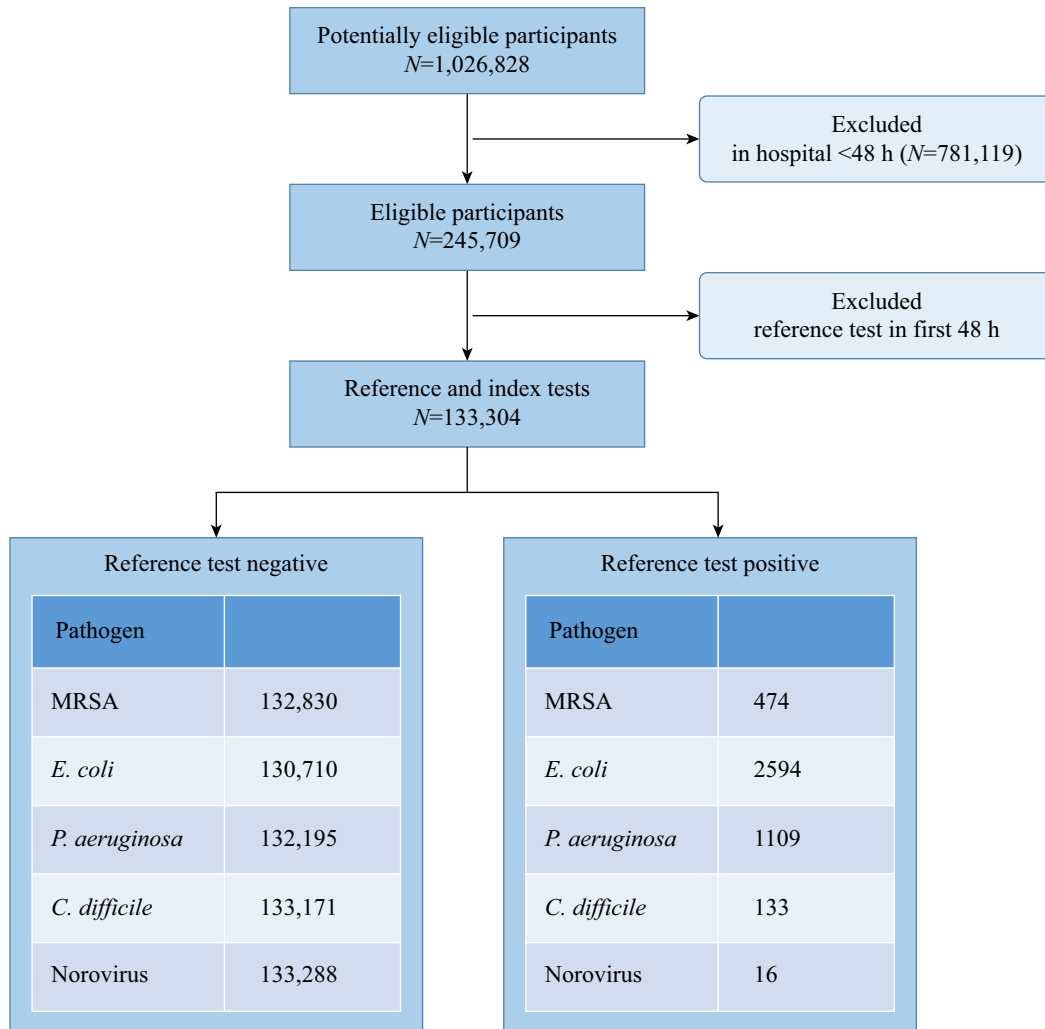 Potentially eligible participants
N=1,026,828
Excluded
in hospital <48 h (N=781,119)
Eligible participants
N=245,709
Excluded
reference test in first 48 h
Reference and index tests
N=133,304
Reference test negative
Pathogen
MRSA 132,830
E. coli 130,710
P. aeruginosa 132,195
C. difficile 133,171
Norovirus 133,288
Reference test positive
Pathogen
MRSA 474
E. coli 2594
P. aeruginosa 1109
C. difficile 133
Norovirus 16